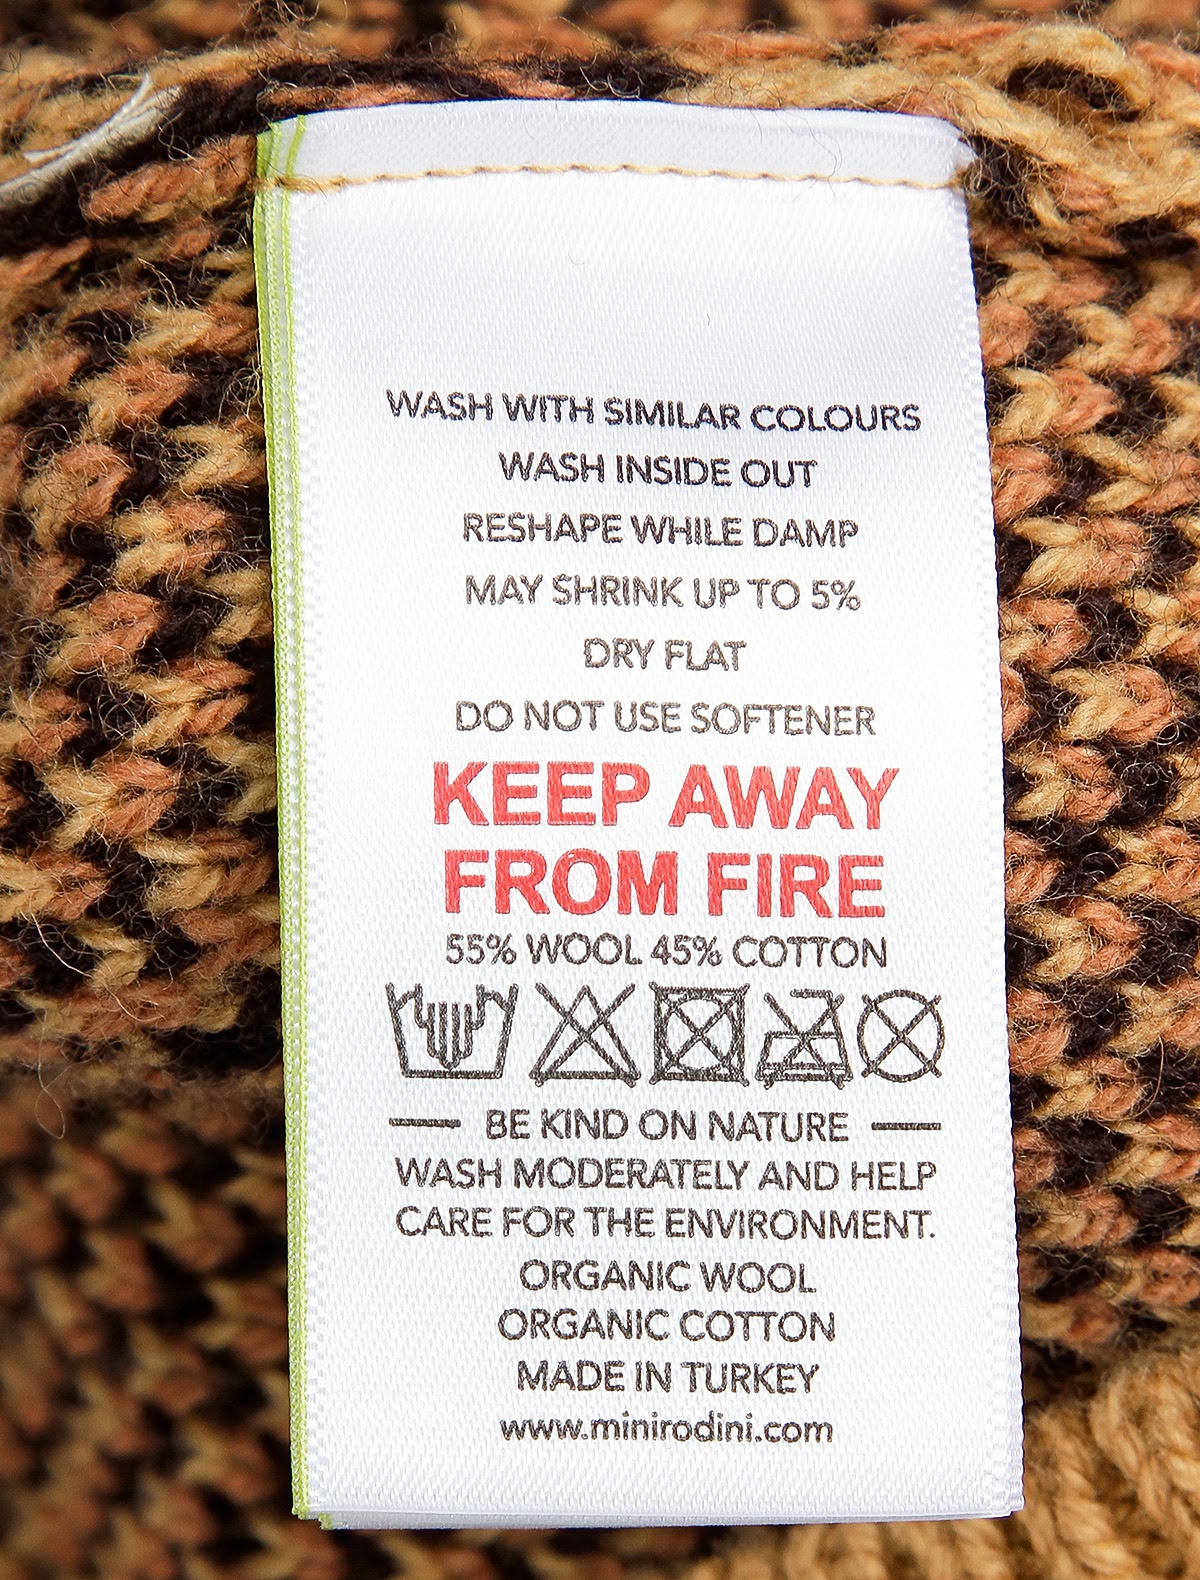 WASH WITH SIMILAR COLOURS
WASH INSIDE OUT
RESHAPE WHILE DAMP
MAY SHRINK UP TO 5%
DRY FLAT
DO NOT USE SOFTENER
KEEP AWAY
FROM FIRE
55% WOOL 45% COTTON
BE KIND ON NATURE
WASH MODERATELY AND HELP
CARE FOR THE ENVIRONMENT.
ORGANIC WOOL
ORGANIC COTTON
MADE IN TURKEY
www.minirodini.com